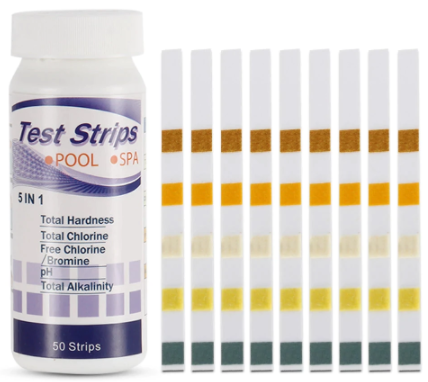 Test Strips
POOL SPA
5 IN 1
Total Hardness
Total Chlorine
Free Chlorine
/Bromine
pH
Total Alkalinity
50 Strips